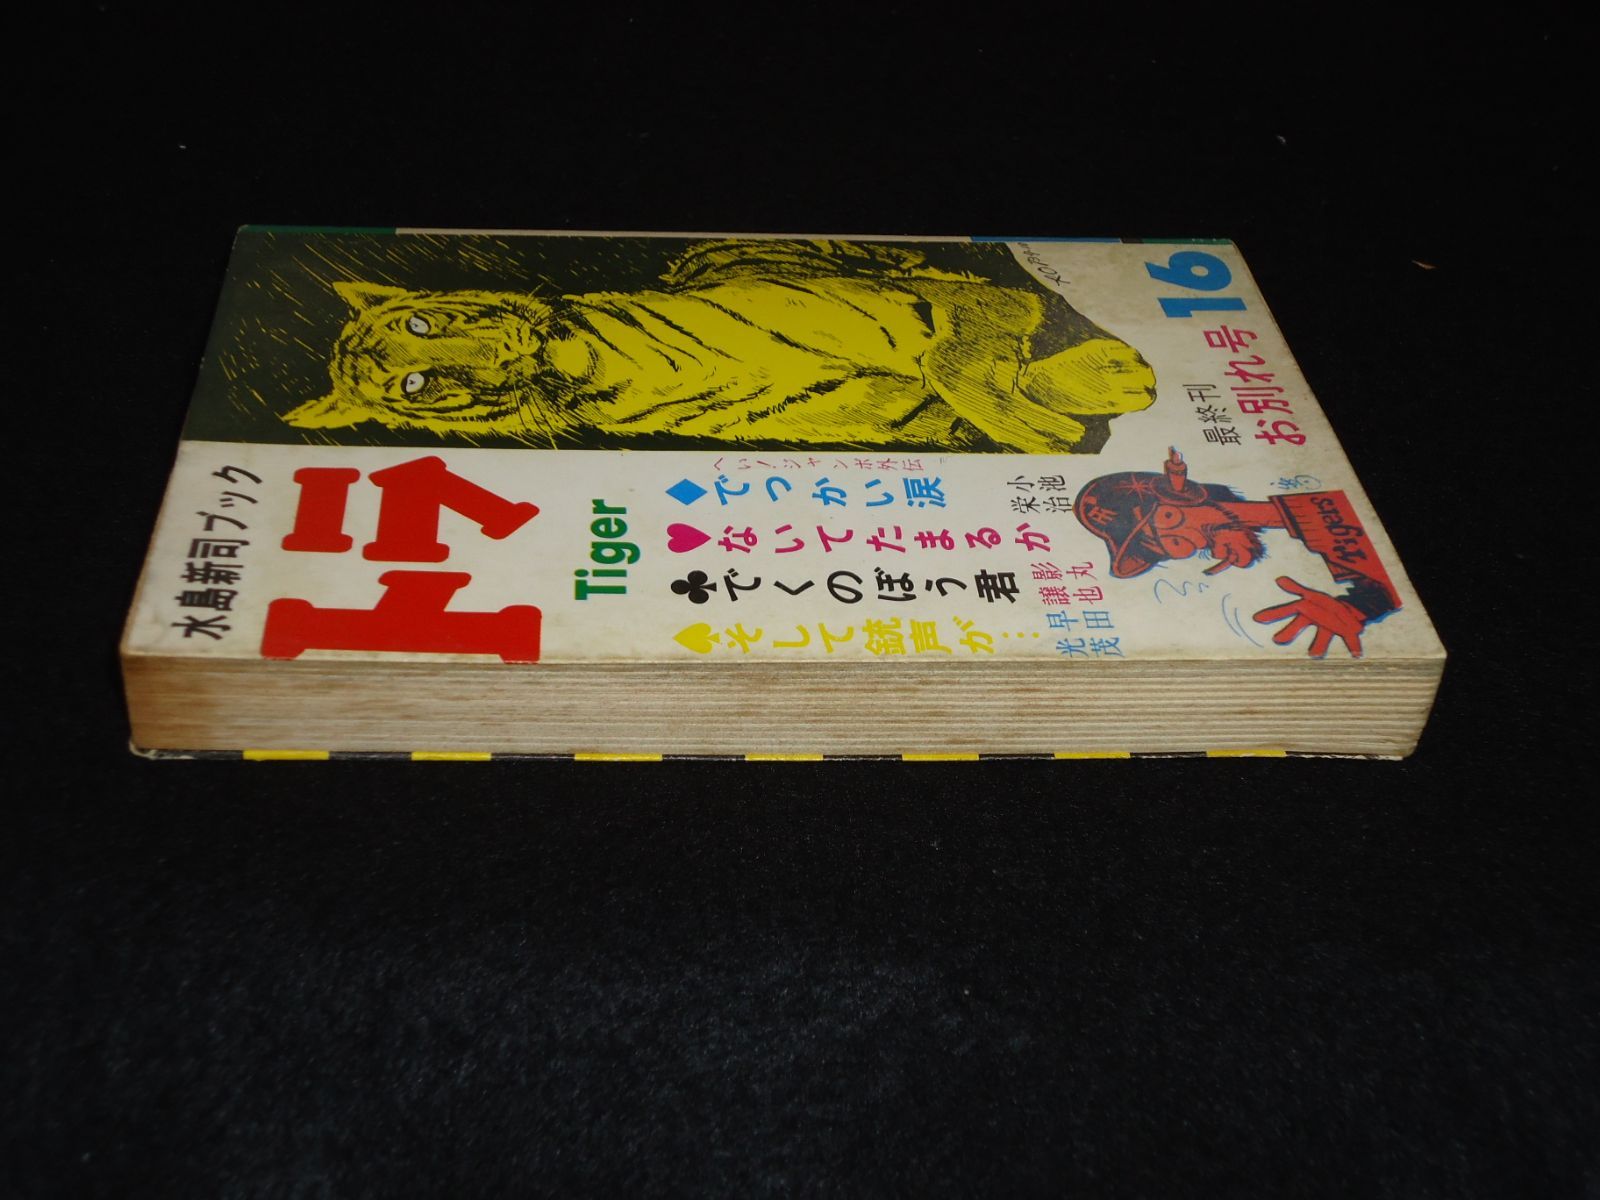 水島新司ブック
トラ
Tiger
16
最終刊
お別れ号
へい!ジャンボ外伝
♦でっかい涙
♥ないてたまるか
♣でくのぼう君
♠そして銃声が…
小池
栄治
影丸
譲也
早田
光茂
Tigers